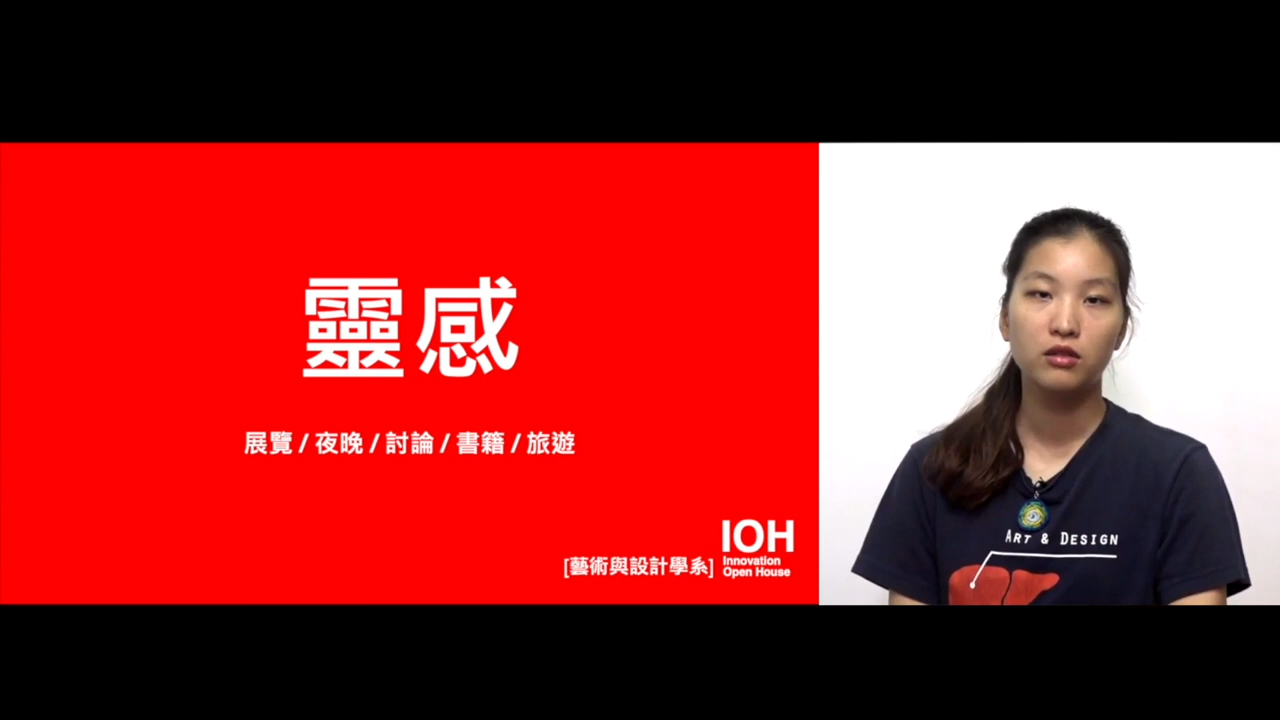 靈感
展覽 / 夜晚 / 討論 / 書籍 / 旅遊
IOH
Innovation
Open House
[藝術與設計學系]
ART & DESIGN